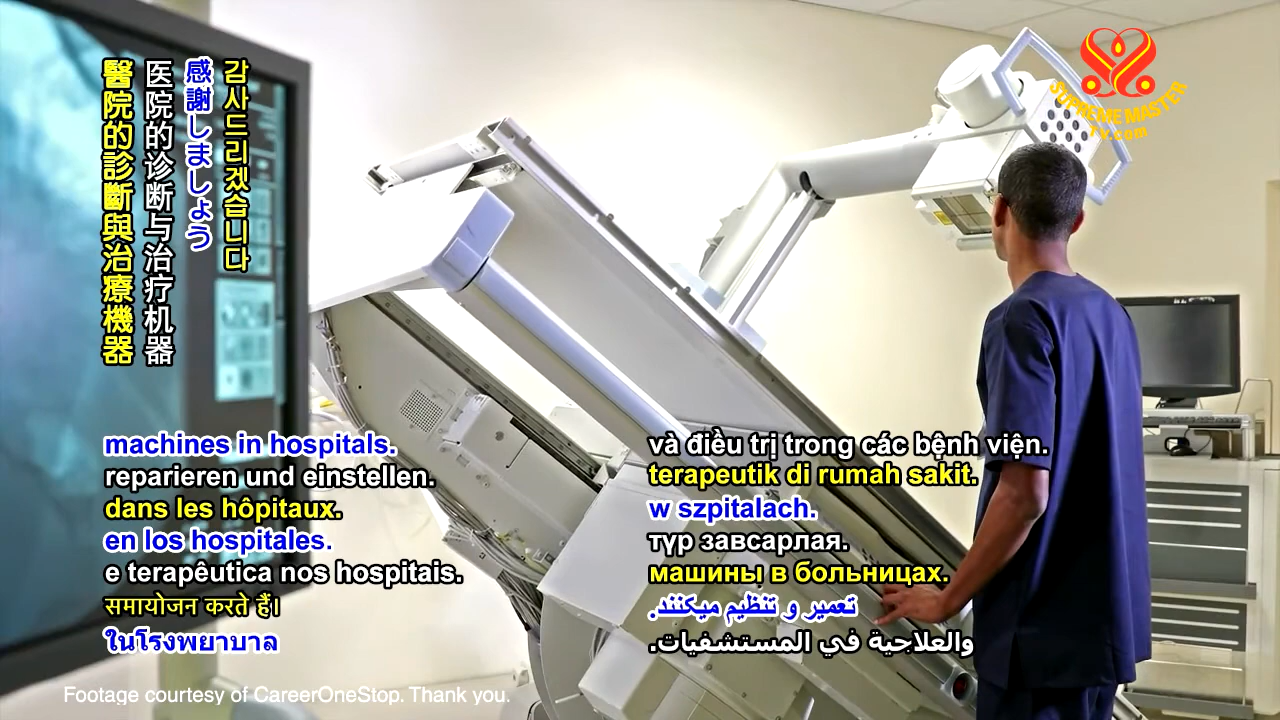 감사드리겠습니다
感謝しましょう
医院的诊断与治疗机器
醫院的診斷與治療機器
SUPREME MASTER
TV.com
machines in hospitals.
reparieren und einstellen.
dans les hôpitaux.
en los hospitales.
e terapêutica nos hospitais.
समायोजन करते हैं।
ในโรงพยาบาล
và điều trị trong các bệnh viện.
terapeutik di rumah sakit.
w szpitalach.
түр завсарлая.
машины в больницах.
تعمیر و تنظیم میکنند.
والعلاجية في المستشفيات.
Footage courtesy of CareerOneStop. Thank you.